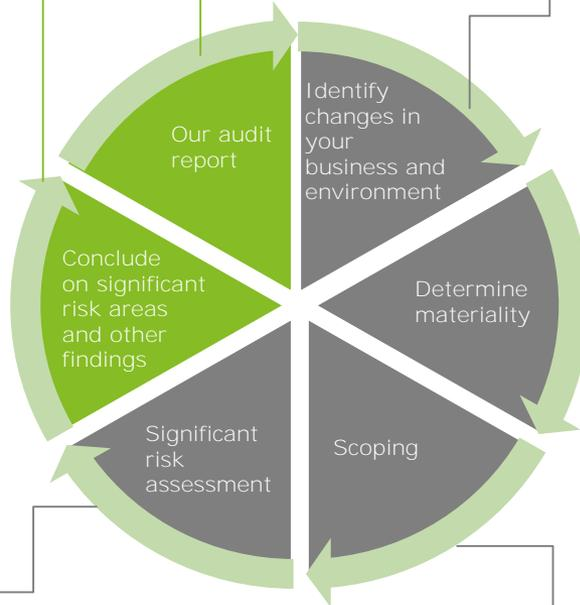 Identify
changes in
your
business and
environment
Determine
materiality
Scoping
Significant
risk
assessment
Conclude
on significant
risk areas
and other
findings
Our audit
report